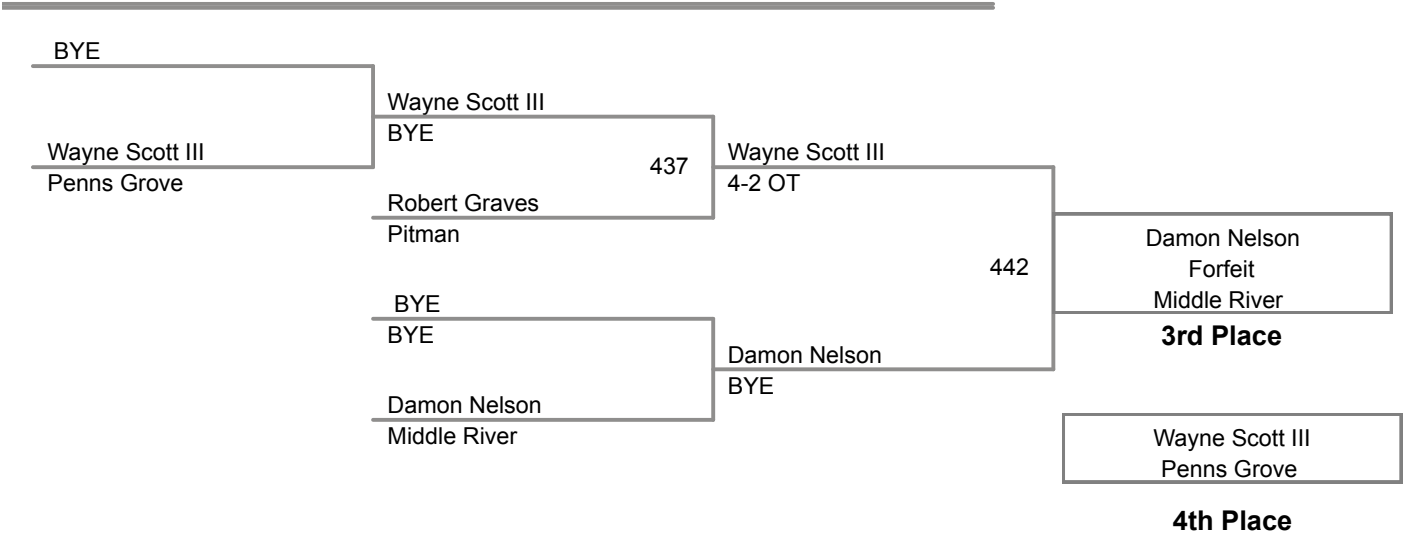 BYE
Wayne Scott III
Penns Grove
Wayne Scott III
BYE
437
Robert Graves
Pitman
BYE
BYE
Damon Nelson
Middle River
Wayne Scott III
4-2 OT
442
Damon Nelson
BYE
Damon Nelson
Forfeit
Middle River
3rd Place
Wayne Scott III
Penns Grove
4th Place